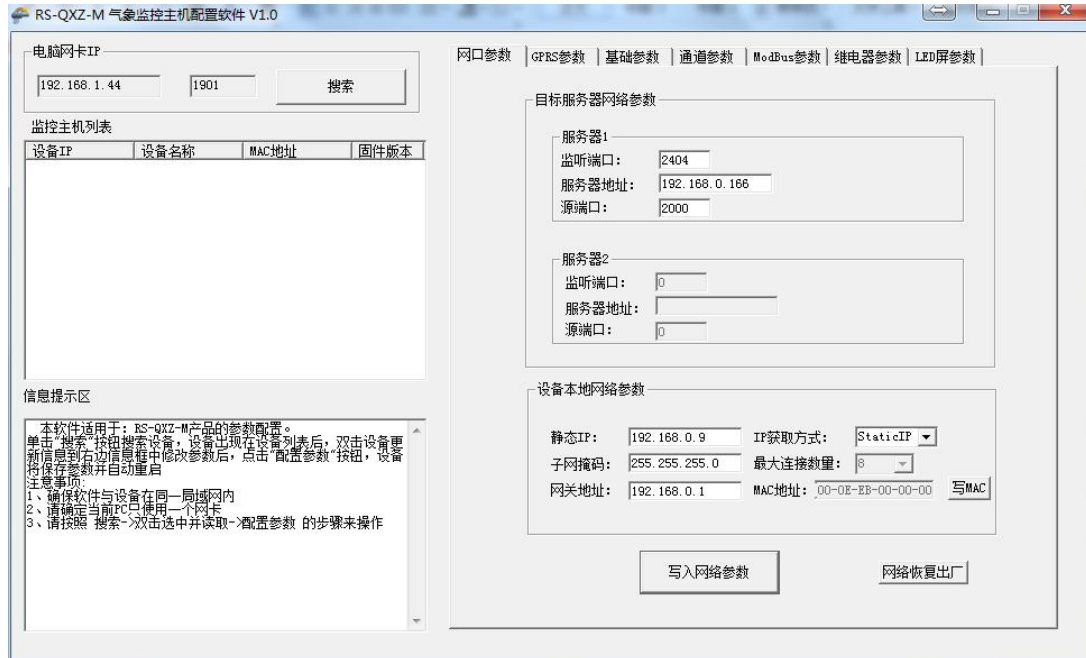 RS-QXZ-M 气象监控主机配置软件 V1.0
电脑网卡IP
192.168.1.44 1901 搜索
监控主机列表
设备IP 设备名称 MAC地址 固件版本
信息提示区
本软件适用于：RS-QXZ-M产品的参数配置。
单击"搜索"按钮搜索设备，设备出现在设备列表后，双击设备更
新信息到右边信息框中修改参数后，点击"配置参数"按钮，设备
将保存参数并自动重启
注意事项:
1、确保软件与设备在同一局域网内
2、请确定当前PC只使用一个网卡
3、请按照 搜索->双击选中并读取->配置参数 的步骤来操作
网口参数 GPRS参数 基础参数 通道参数 ModBus参数 继电器参数 LED屏参数
目标服务器网络参数
服务器1
监听端口： 2404
服务器地址： 192.168.0.166
源端口： 2000
服务器2
监听端口： 0
服务器地址：
源端口： 0
设备本地网络参数
静态IP： 192.168.0.9 IP获取方式： StaticIP
子网掩码： 255.255.255.0 最大连接数量： 8
网关地址： 192.168.0.1 MAC地址： 00-0E-EB-00-00-00 写MAC
写入网络参数 网络恢复出厂